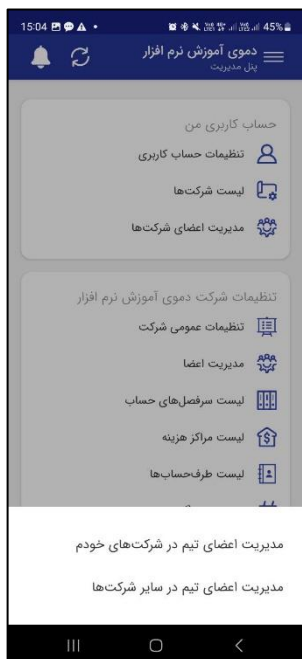 15:04
45%
دموی آموزش نرم افزار
پنل مدیریت
حساب کاربری من
تنظیمات حساب کاربری
لیست شرکت‌ها
مدیریت اعضای شرکت‌ها
تنظیمات شرکت دموی آموزش نرم افزار
تنظیمات عمومی شرکت
مدیریت اعضا
لیست سرفصل‌های حساب
لیست مراکز هزینه
لیست طرف‌حساب‌ها
مدیریت اعضای تیم در شرکت‌های خودم
مدیریت اعضای تیم در سایر شرکت‌ها